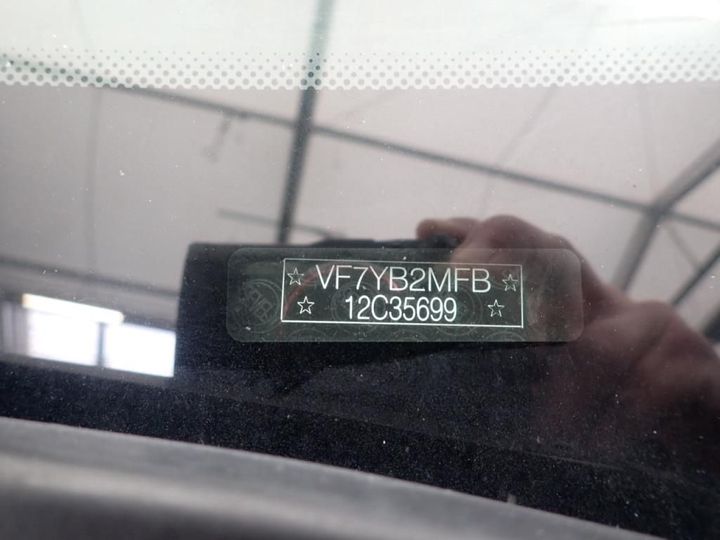 ☆ VF7YB2MFB ☆
☆ 12C35699 ☆